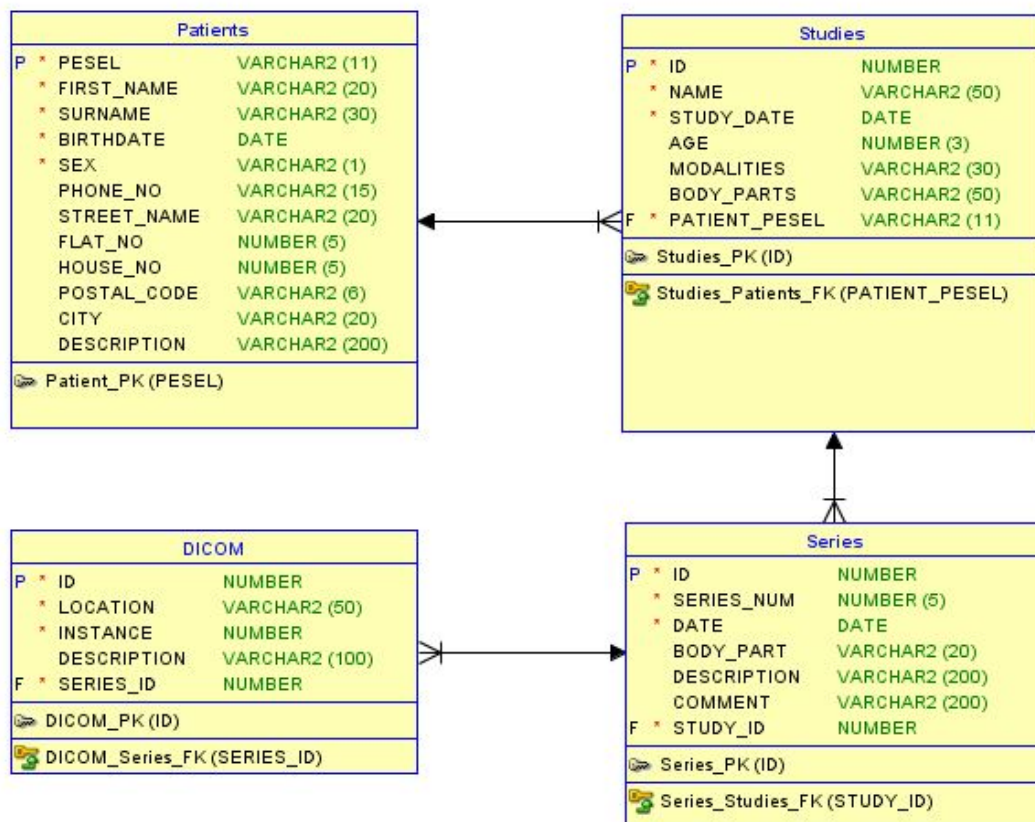 Patients
P * PESEL VARCHAR2 (11)
* FIRST_NAME VARCHAR2 (20)
* SURNAME VARCHAR2 (30)
* BIRTHDATE DATE
* SEX VARCHAR2 (1)
PHONE_NO VARCHAR2 (15)
STREET_NAME VARCHAR2 (20)
FLAT_NO NUMBER (5)
HOUSE_NO NUMBER (5)
POSTAL_CODE VARCHAR2 (6)
CITY VARCHAR2 (20)
DESCRIPTION VARCHAR2 (200)
Patient_PK (PESEL)
Studies
P * ID NUMBER
* NAME VARCHAR2 (50)
* STUDY_DATE DATE
AGE NUMBER (3)
MODALITIES VARCHAR2 (30)
BODY_PARTS VARCHAR2 (50)
F * PATIENT_PESEL VARCHAR2 (11)
Studies_PK (ID)
Studies_Patients_FK (PATIENT_PESEL)
DICOM
P * ID NUMBER
* LOCATION VARCHAR2 (50)
* INSTANCE NUMBER
DESCRIPTION VARCHAR2 (100)
F * SERIES_ID NUMBER
DICOM_PK (ID)
DICOM_Series_FK (SERIES_ID)
Series
P * ID NUMBER
* SERIES_NUM NUMBER (5)
* DATE DATE
BODY_PART VARCHAR2 (20)
DESCRIPTION VARCHAR2 (200)
COMMENT VARCHAR2 (200)
F * STUDY_ID NUMBER
Series_PK (ID)
Series_Studies_FK (STUDY_ID)